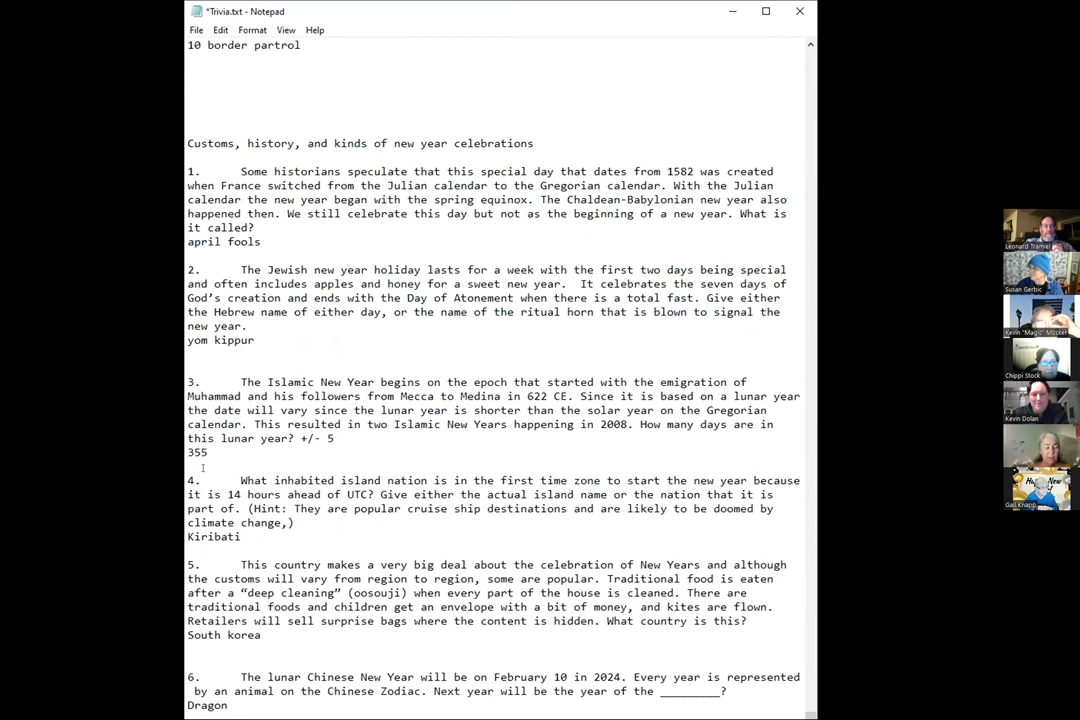 *Trivia.txt - Notepad
File Edit Format View Help
10 border partrol
Customs, history, and kinds of new year celebrations
1. Some historians speculate that this special day that dates from 1582 was created
when France switched from the Julian calendar to the Gregorian calendar. With the Julian
calendar the new year began with the spring equinox. The Chaldean-Babylonian new year also
happened then. We still celebrate this day but not as the beginning of a new year. What is
it called?
april fools
2. The Jewish new year holiday lasts for a week with the first two days being special
and often includes apples and honey for a sweet new year. It celebrates the seven days of
God's creation and ends with the Day of Atonement when there is a total fast. Give either
the Hebrew name of either day, or the name of the ritual horn that is blown to signal the
new year.
yom kippur
3. The Islamic New Year begins on the epoch that started with the emigration of
Muhammad and his followers from Mecca to Medina in 622 CE. Since it is based on a lunar year
the date will vary since the lunar year is shorter than the solar year on the Gregorian
calendar. This resulted in two Islamic New Years happening in 2008. How many days are in
this lunar year? +/- 5
355
4. What inhabited island nation is in the first time zone to start the new year because
it is 14 hours ahead of UTC? Give either the actual island name or the nation that it is
part of. (Hint: They are popular cruise ship destinations and are likely to be doomed by
climate change,)
Kiribati
5. This country makes a very big deal about the celebration of New Years and although
the customs will vary from region to region, some are popular. Traditional food is eaten
after a “deep cleaning” (oosouji) when every part of the house is cleaned. There are
traditional foods and children get an envelope with a bit of money, and kites are flown.
Retailers will sell surprise bags where the content is hidden. What country is this?
South korea
6. The lunar Chinese New Year will be on February 10 in 2024. Every year is represented
by an animal on the Chinese Zodiac. Next year will be the year of the _________?
Dragon
Leonard Tramiel
Susan Gerbic
Kevin "Magic" Mocker
Chippi Stock
Kevin Dolan
Gail Knapp